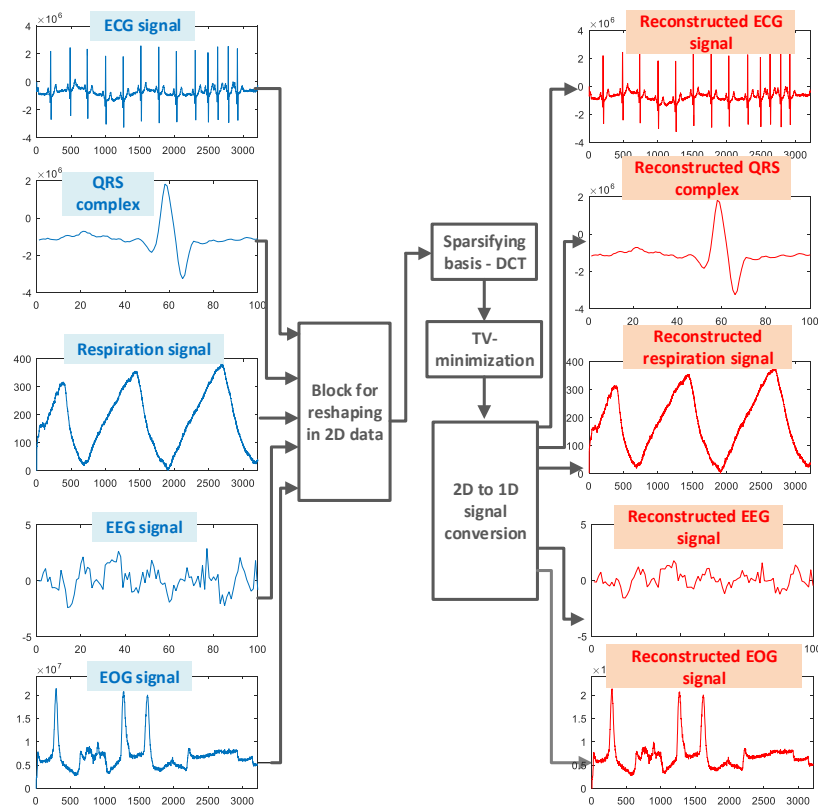 ECG signal
×10⁶
4
2
0
-2
-4
0 500 1000 1500 2000 2500 3000
QRS
complex
×10⁶
2
0
-2
-4
0 20 40 60 80 100
Respiration signal
400
300
200
100
0
0 500 1000 1500 2000 2500 3000
EEG signal
5
0
-5
0 20 40 60 80 100
EOG signal
×10⁷
2
1.5
1
0.5
0
0 500 1000 1500 2000 2500 3000
Block for
reshaping
in 2D data
Sparsifying
basis - DCT
TV-
minimization
2D to 1D
signal
conversion
Reconstructed ECG
signal
×10⁶
4
2
0
-2
-4
0 500 1000 1500 2000 2500 3000
Reconstructed QRS
complex
×10⁶
2
0
-2
-4
0 20 40 60 80 100
Reconstructed
respiration signal
400
300
200
100
0
0 500 1000 1500 2000 2500 3000
Reconstructed EEG
signal
5
0
-5
0 100
Reconstructed EOG
signal
2
1.5
1
0.5
0
0 500 1000 1500 2000 2500 3000